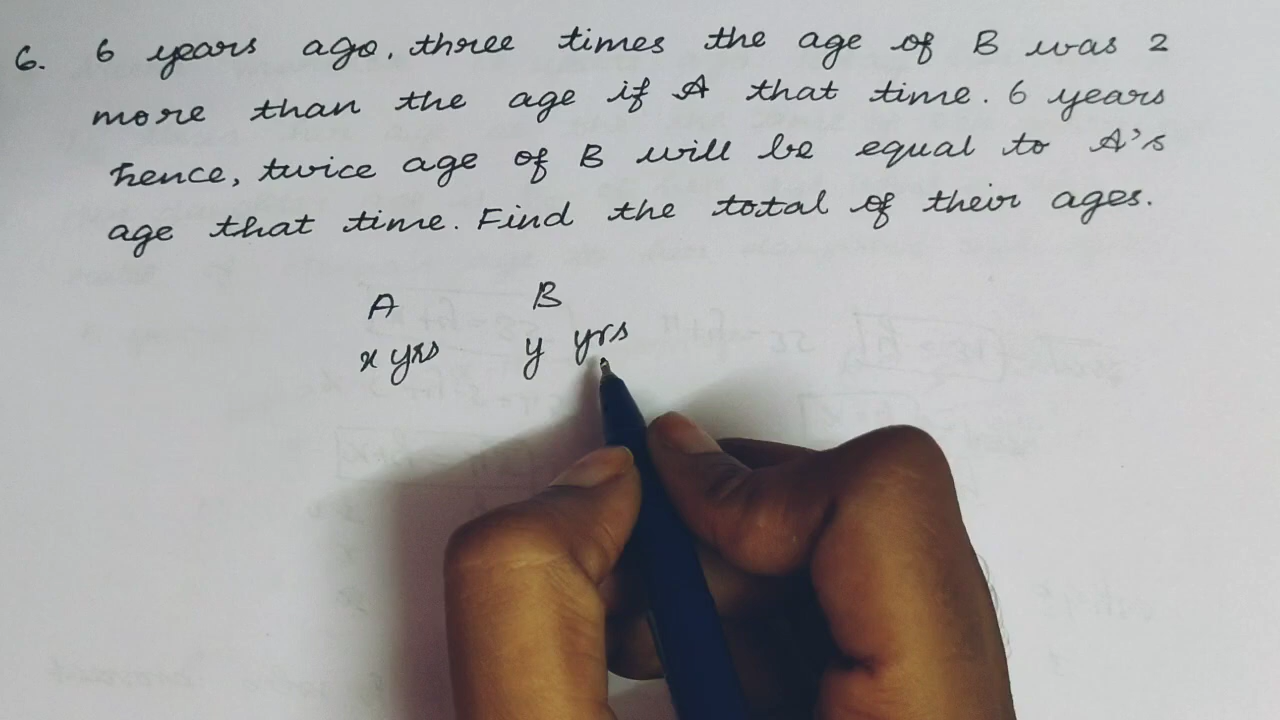 6. 6 years ago, three times the age of B was 2
more than the age if A that time. 6 years
hence, twice age of B will be equal to A's
age that time. Find the total of their ages.
A B
x yrs y yrs